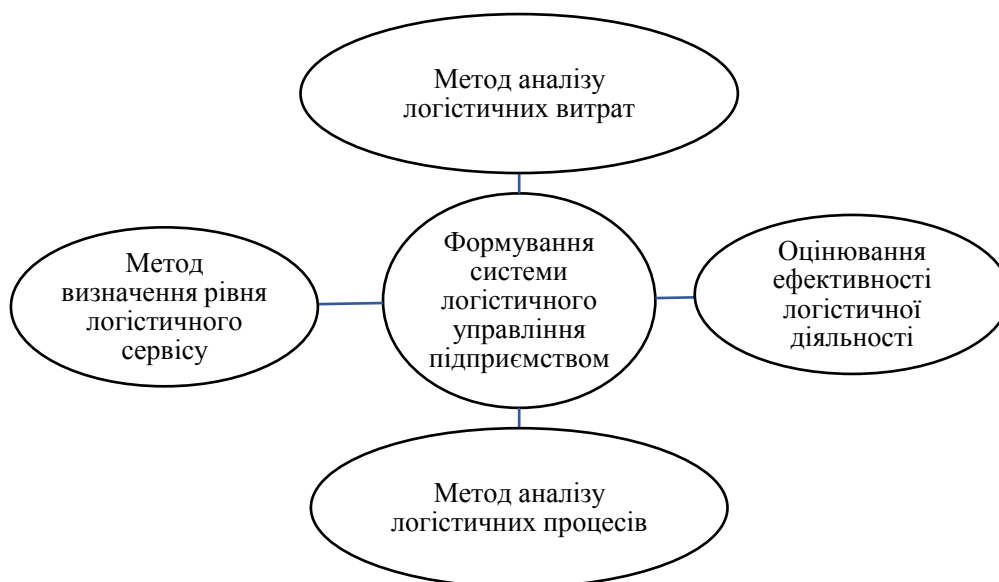 Метод аналізу
логістичних витрат
Метод
визначення рівня
логістичного
сервісу
Формування
системи
логістичного
управління
підприємством
Оцінювання
ефективності
логістичної
діяльності
Метод аналізу
логістичних процесів